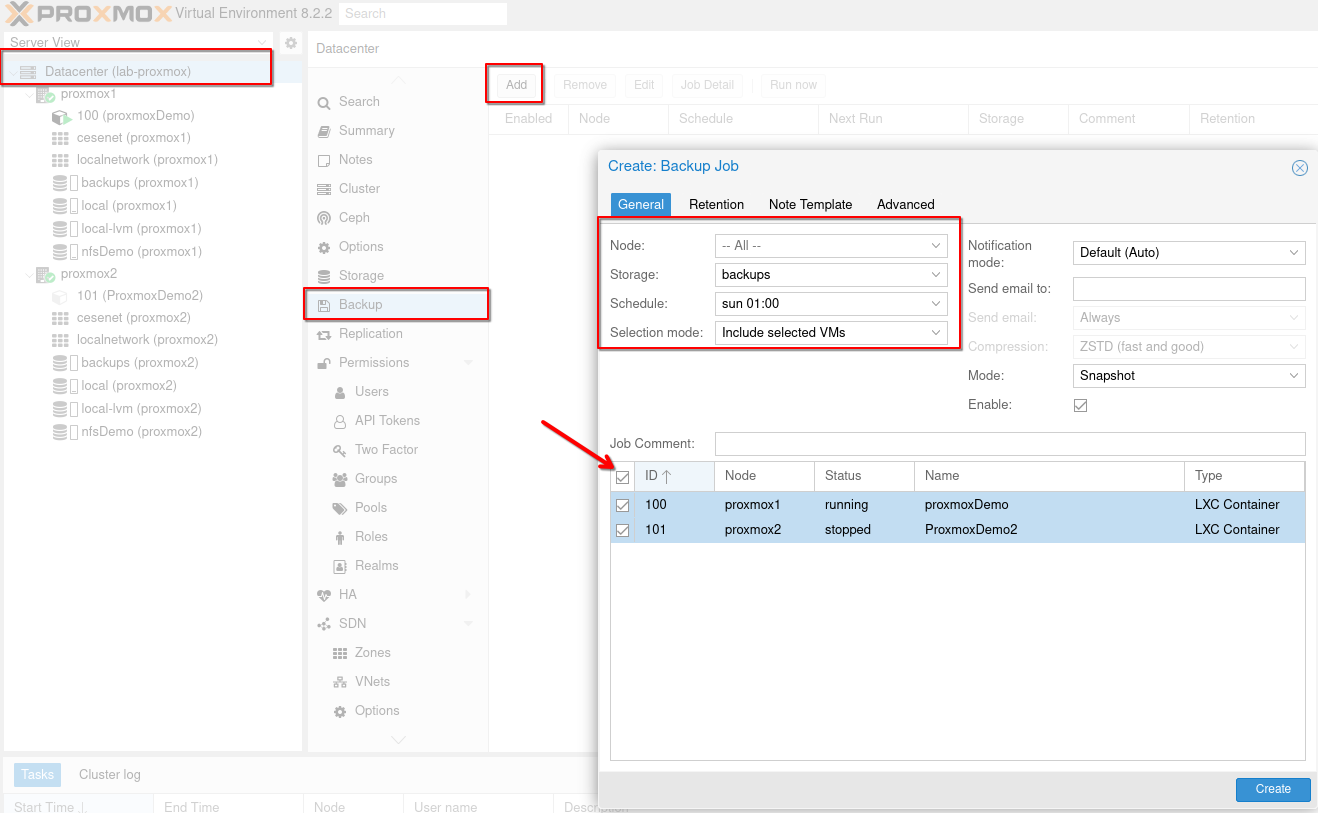 PROXMOX Virtual Environment 8.2.2 Search
Server View
Datacenter (lab-proxmox)
proxmox1
100 (proxmoxDemo)
cesenet (proxmox1)
localnetwork (proxmox1)
backups (proxmox1)
local (proxmox1)
local-lvm (proxmox1)
nfsDemo (proxmox1)
proxmox2
101 (ProxmoxDemo2)
cesenet (proxmox2)
localnetwork (proxmox2)
backups (proxmox2)
local (proxmox2)
local-lvm (proxmox2)
nfsDemo (proxmox2)
Datacenter
Search
Summary
Notes
Cluster
Ceph
Options
Storage
Backup
Replication
Permissions
Users
API Tokens
Two Factor
Groups
Pools
Roles
Realms
HA
SDN
Zones
VNets
Options
Add Remove Edit Job Detail Run now
Enabled Node Schedule Next Run Storage Comment Retention
Create: Backup Job
General Retention Note Template Advanced
Node: -- All --
Storage: backups
Schedule: sun 01:00
Selection mode: Include selected VMs
Notification
mode: Default (Auto)
Send email to:
Send email: Always
Compression: ZSTD (fast and good)
Mode: Snapshot
Enable:
Job Comment:
ID Node Status Name Type
100 proxmox1 running proxmoxDemo LXC Container
101 proxmox2 stopped ProxmoxDemo2 LXC Container
Create
Tasks Cluster log
Start Time End Time Node User name Description